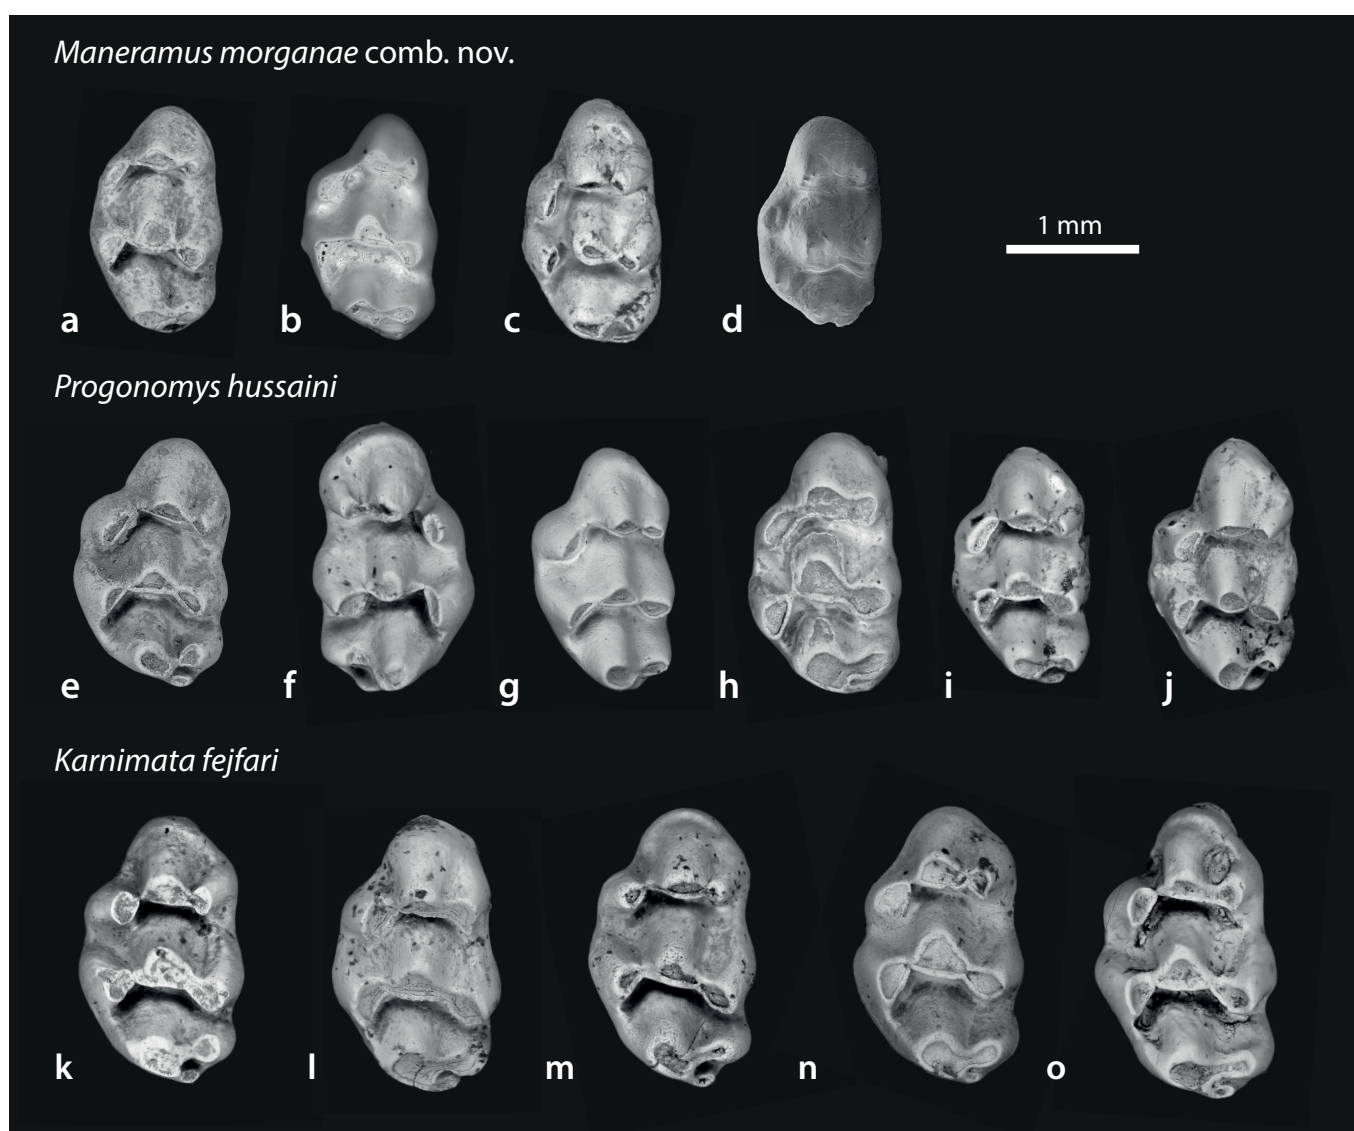 Maneramus morganae comb. nov.
1 mm
a b c d
Progonomys hussaini
e f g h i j
Karnimata fejfari
k l m n o